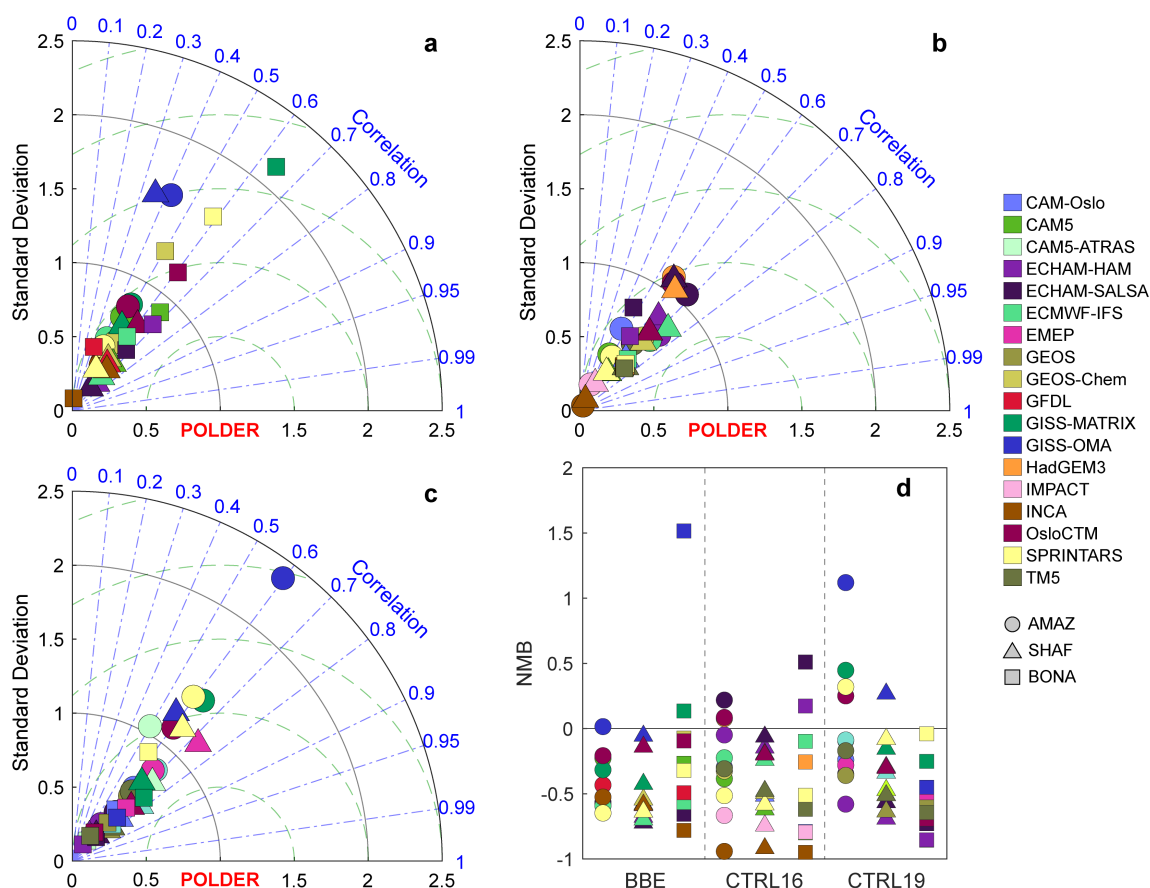 a
0
0.1
0.2
0.3
0.4
0.5
0.6
0.7
0.8
0.9
0.95
0.99
1
Correlation
Standard Deviation
2.5
2
1.5
1
0.5
0
0.5
POLDER
1.5
2
2.5
b
0
0.1
0.2
0.3
0.4
0.5
0.6
0.7
0.8
0.9
0.95
0.99
1
Correlation
Standard Deviation
2.5
2
1.5
1
0.5
0
0
0.5
POLDER
1.5
2
2.5
CAM-Oslo
CAM5
CAM5-ATRAS
ECHAM-HAM
ECHAM-SALSA
ECMWF-IFS
EMEP
GEOS
GEOS-Chem
GFDL
GISS-MATRIX
GISS-OMA
HadGEM3
IMPACT
INCA
OsloCTM
SPRINTARS
TM5
AMAZ
SHAF
BONA
c
0
0.1
0.2
0.3
0.4
0.5
0.6
0.7
0.8
0.9
0.95
0.99
1
Correlation
Standard Deviation
2.5
2
1.5
1
0.5
0
0
0.5
POLDER
1.5
2
2.5
d
NMB
2
1.5
1
0.5
0
-0.5
-1
BBE
CTRL16
CTRL19